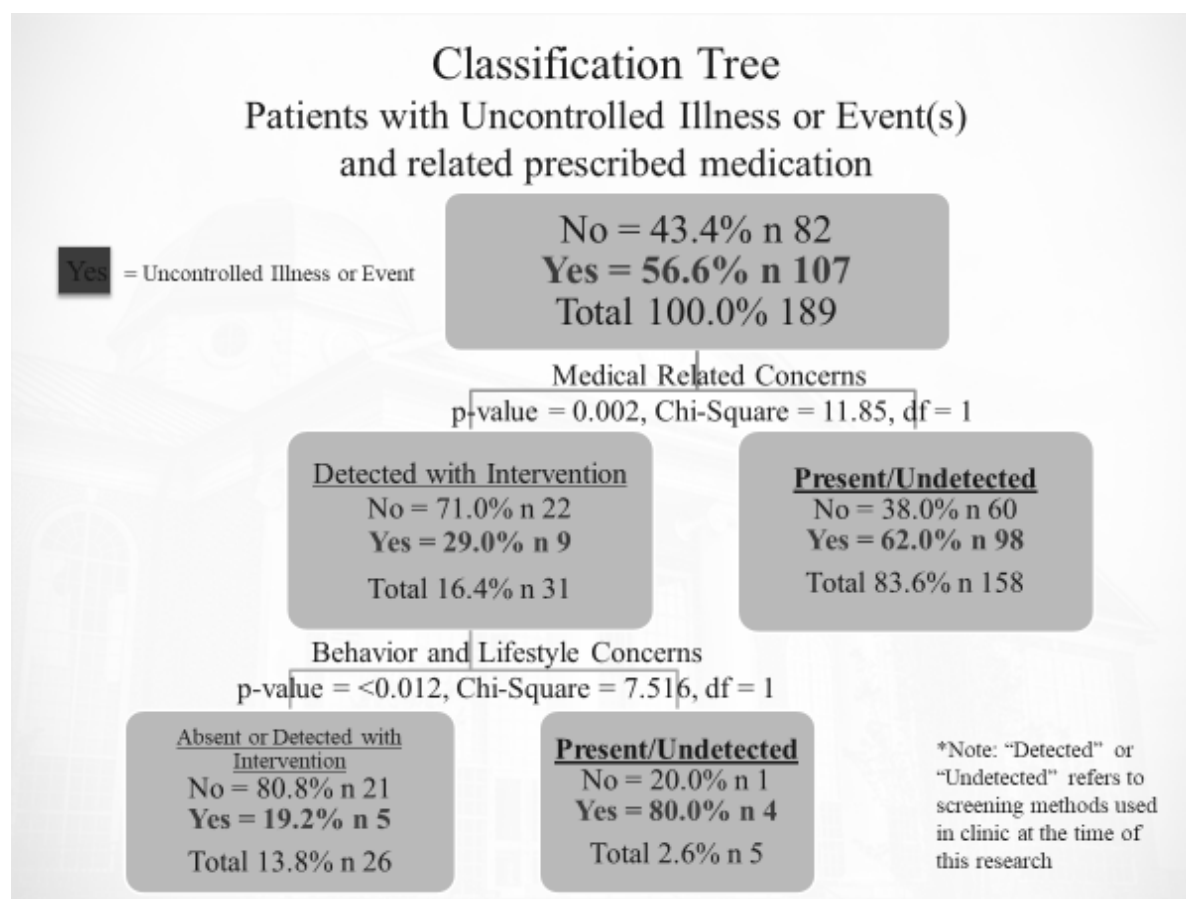 Classification Tree
Patients with Uncontrolled Illness or Event(s)
and related prescribed medication
No = 43.4% n 82
Yes = 56.6% n 107
Total 100.0% 189
Yes = Uncontrolled Illness or Event
Medical Related Concerns
p-value = 0.002, Chi-Square = 11.85, df = 1
Detected with Intervention
No = 71.0% n 22
Yes = 29.0% n 9
Total 16.4% n 31
Present/Undetected
No = 38.0% n 60
Yes = 62.0% n 98
Total 83.6% n 158
Behavior and Lifestyle Concerns
p-value = <0.012, Chi-Square = 7.516, df = 1
Absent or Detected with
Intervention
No = 80.8% n 21
Yes = 19.2% n 5
Total 13.8% n 26
Present/Undetected
No = 20.0% n 1
Yes = 80.0% n 4
Total 2.6% n 5
*Note: “Detected” or
“Undetected” refers to
screening methods used
in clinic at the time of
this research